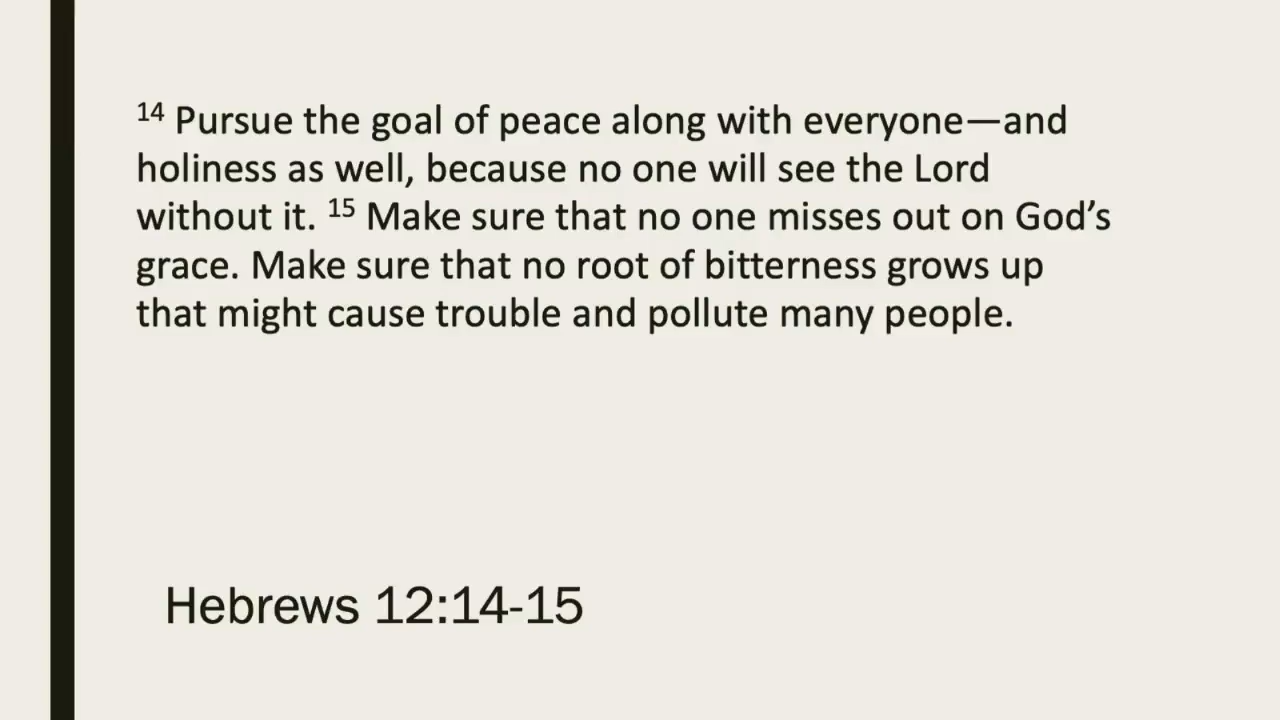 14 Pursue the goal of peace along with everyone—and
holiness as well, because no one will see the Lord
without it. 15 Make sure that no one misses out on God’s
grace. Make sure that no root of bitterness grows up
that might cause trouble and pollute many people.
Hebrews 12:14-15